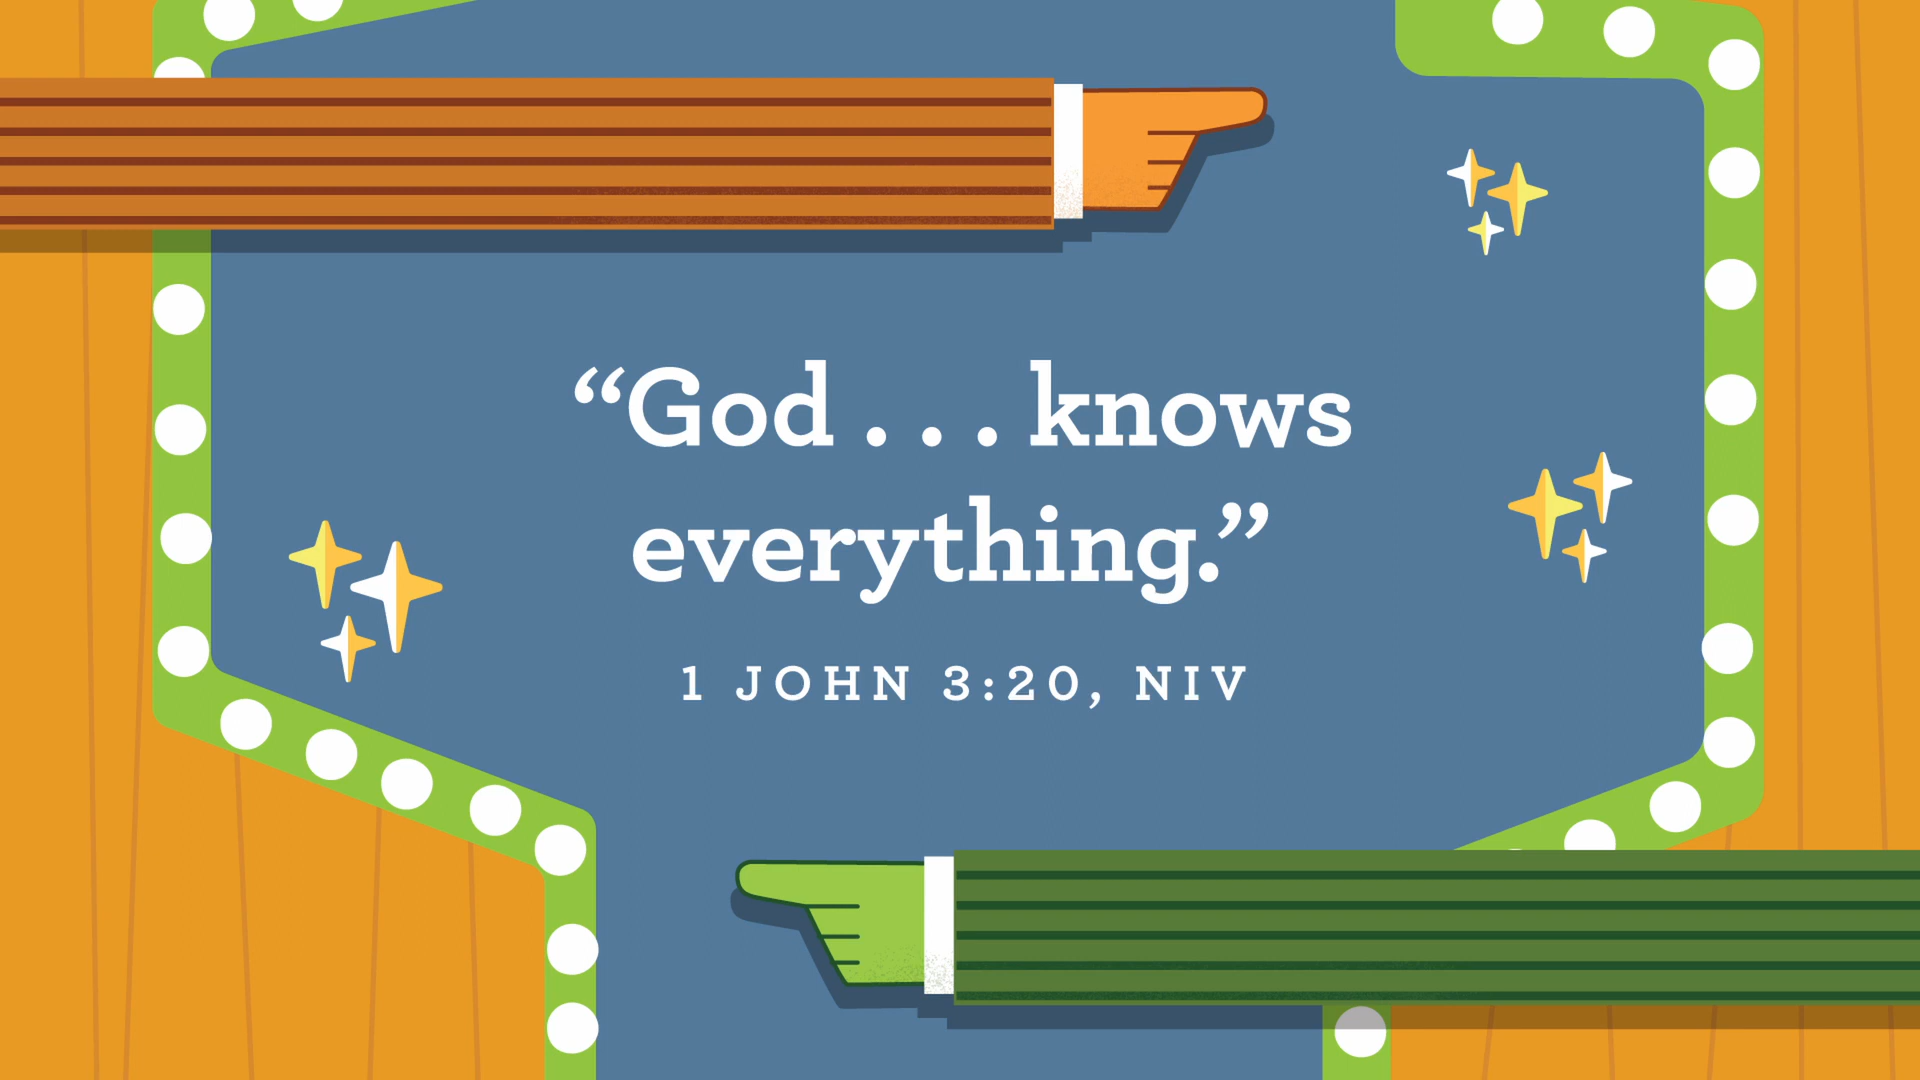 “God . . . knows
everything.”
1 JOHN 3:20, NIV